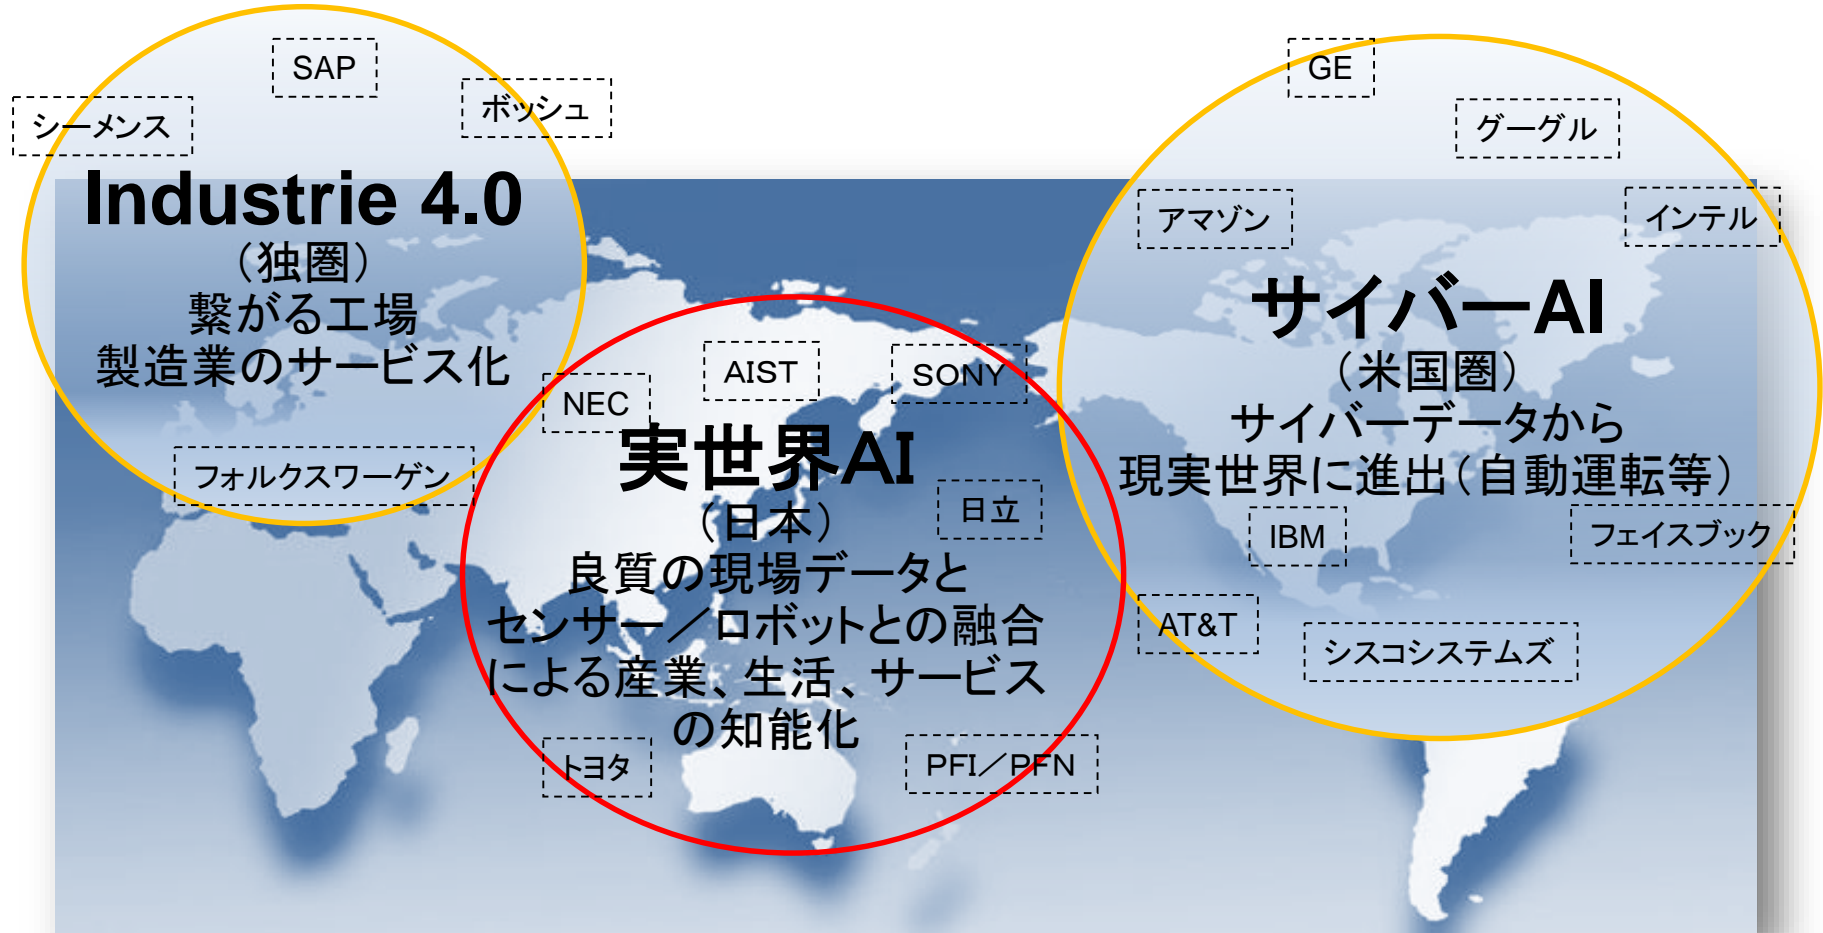 SAP
シーメンス
ボッシュ
Industrie 4.0
（独圏）
繋がる工場
製造業のサービス化
フォルクスワーゲン
NEC
AIST
SONY
実世界AI
（日本）
日立
良質の現場データと
センサー／ロボットとの融合
による産業、生活、サービス
の知能化
トヨタ
PFI／PFN
GE
グーグル
アマゾン
インテル
サイバーAI
（米国圏）
サイバーデータから
現実世界に進出（自動運転等）
IBM
フェイスブック
AT&T
シスコシステムズ